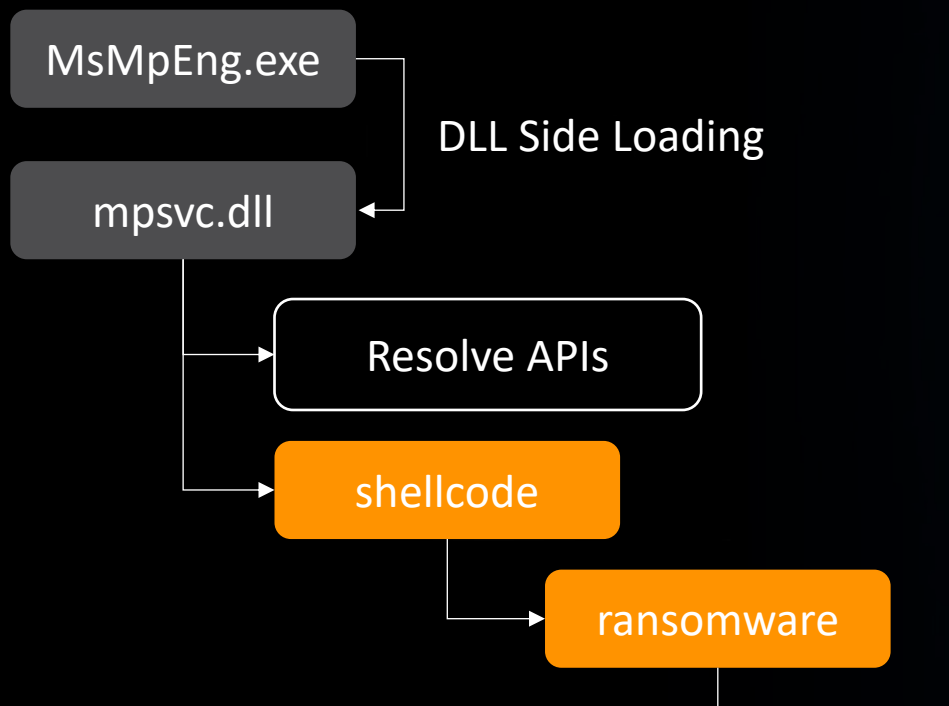 MsMpEng.exe
DLL Side Loading
mpsvc.dll
Resolve APIs
shellcode
ransomware